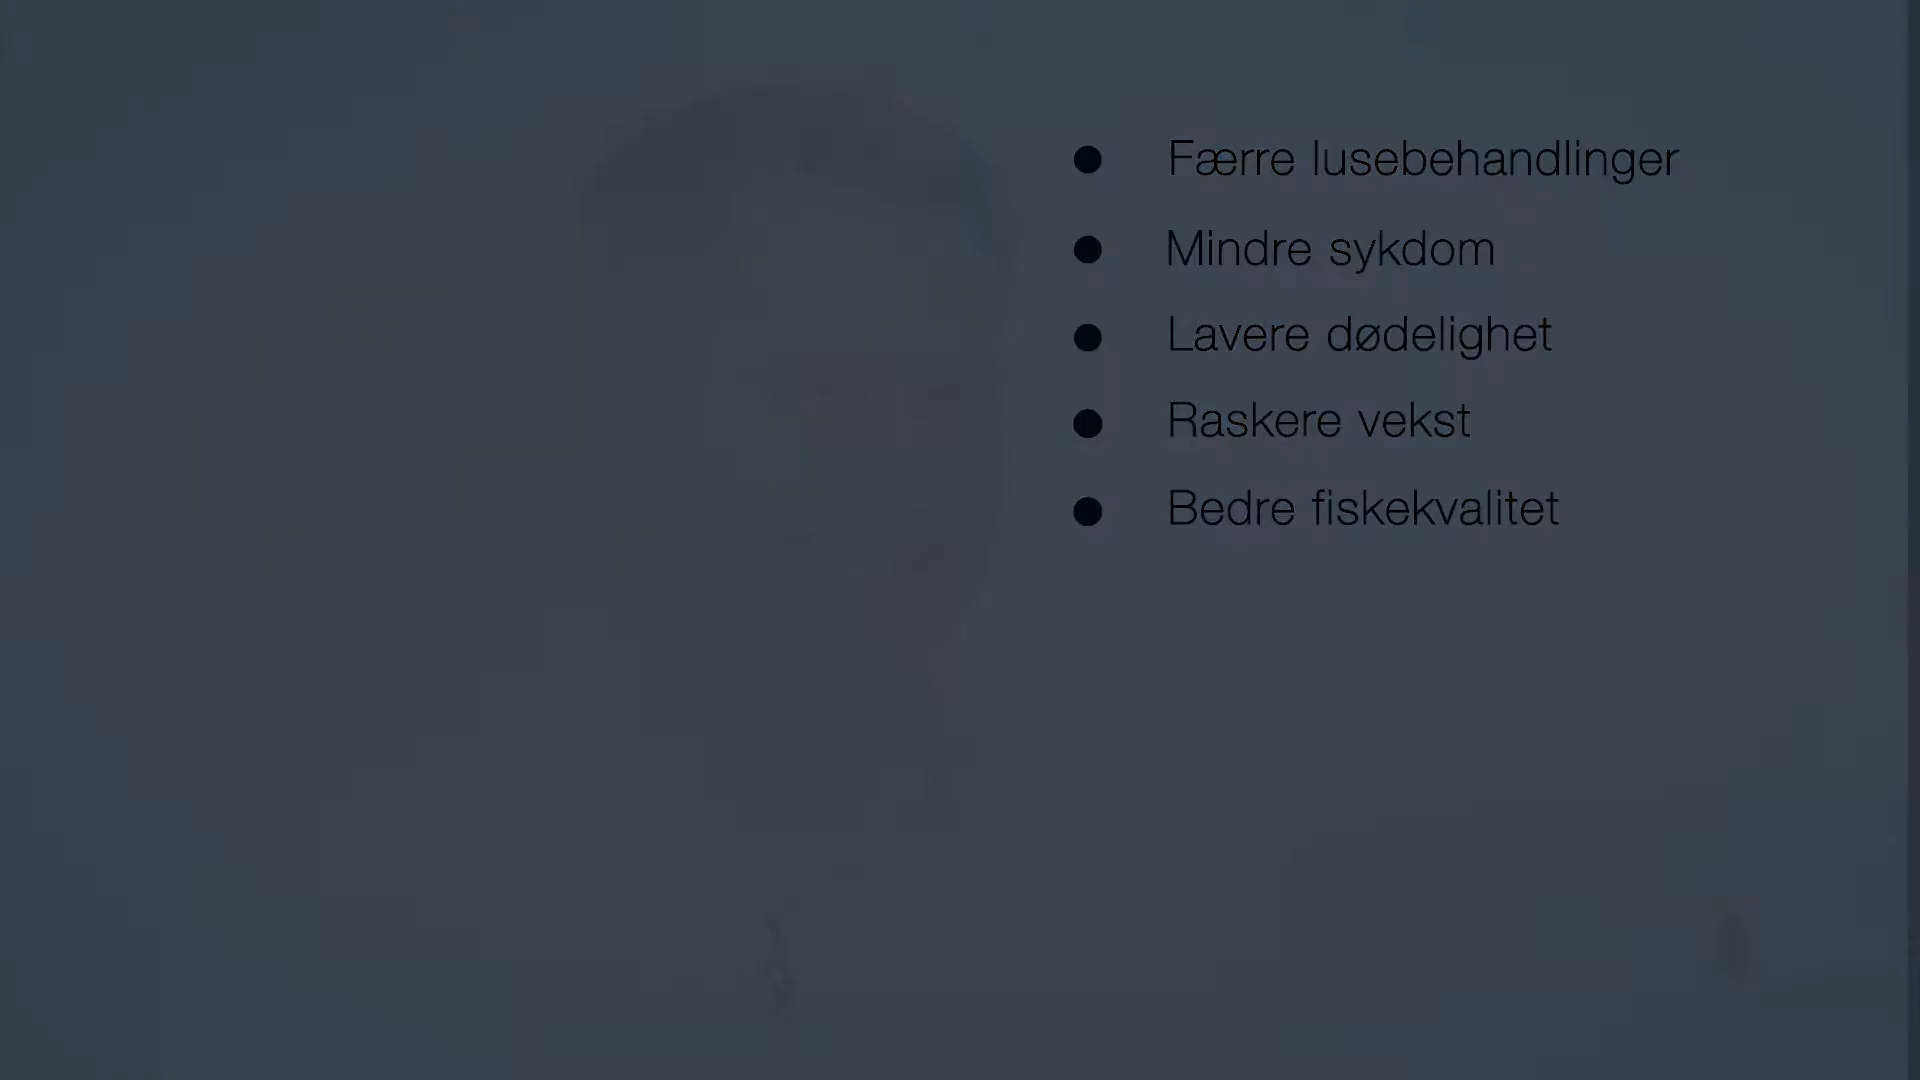 ● Færre lusebehandlinger
● Mindre sykdom
● Lavere dødelighet
● Raskere vekst
● Bedre fiskekvalitet